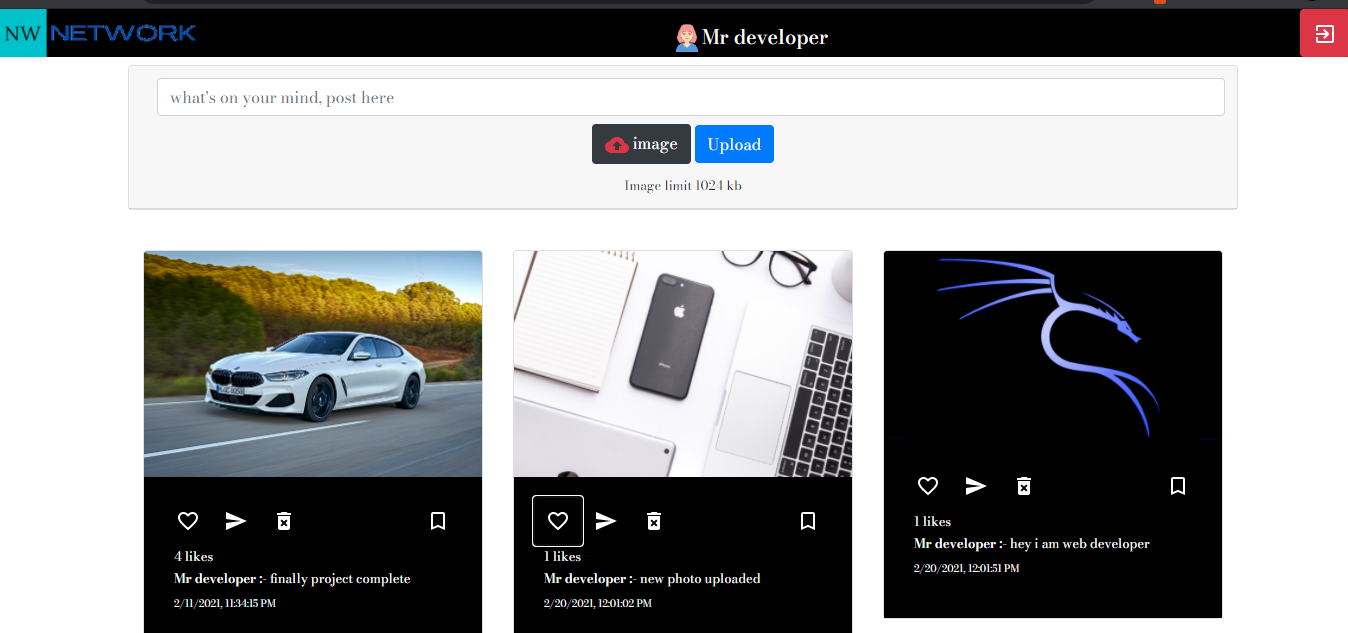 NW NETWORK
Mr developer
what's on your mind, post here
image Upload
Image limit 1024 kb
4 likes
Mr developer :- finally project complete
2/11/2021, 11:34:15 PM
1 likes
Mr developer :- new photo uploaded
2/20/2021, 12:01:02 PM
1 likes
Mr developer :- hey i am web developer
2/20/2021, 12:01:51 PM